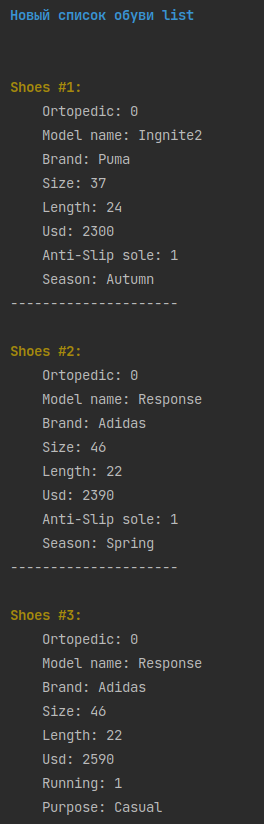 Новый список обуви list
Shoes #1:
Ortopedic: 0
Model name: Ingnite2
Brand: Puma
Size: 37
Length: 24
Usd: 2300
Anti-Slip sole: 1
Season: Autumn
---------------------
Shoes #2:
Ortopedic: 0
Model name: Response
Brand: Adidas
Size: 46
Length: 22
Usd: 2390
Anti-Slip sole: 1
Season: Spring
---------------------
Shoes #3:
Ortopedic: 0
Model name: Response
Brand: Adidas
Size: 46
Length: 22
Usd: 2590
Running: 1
Purpose: Casual